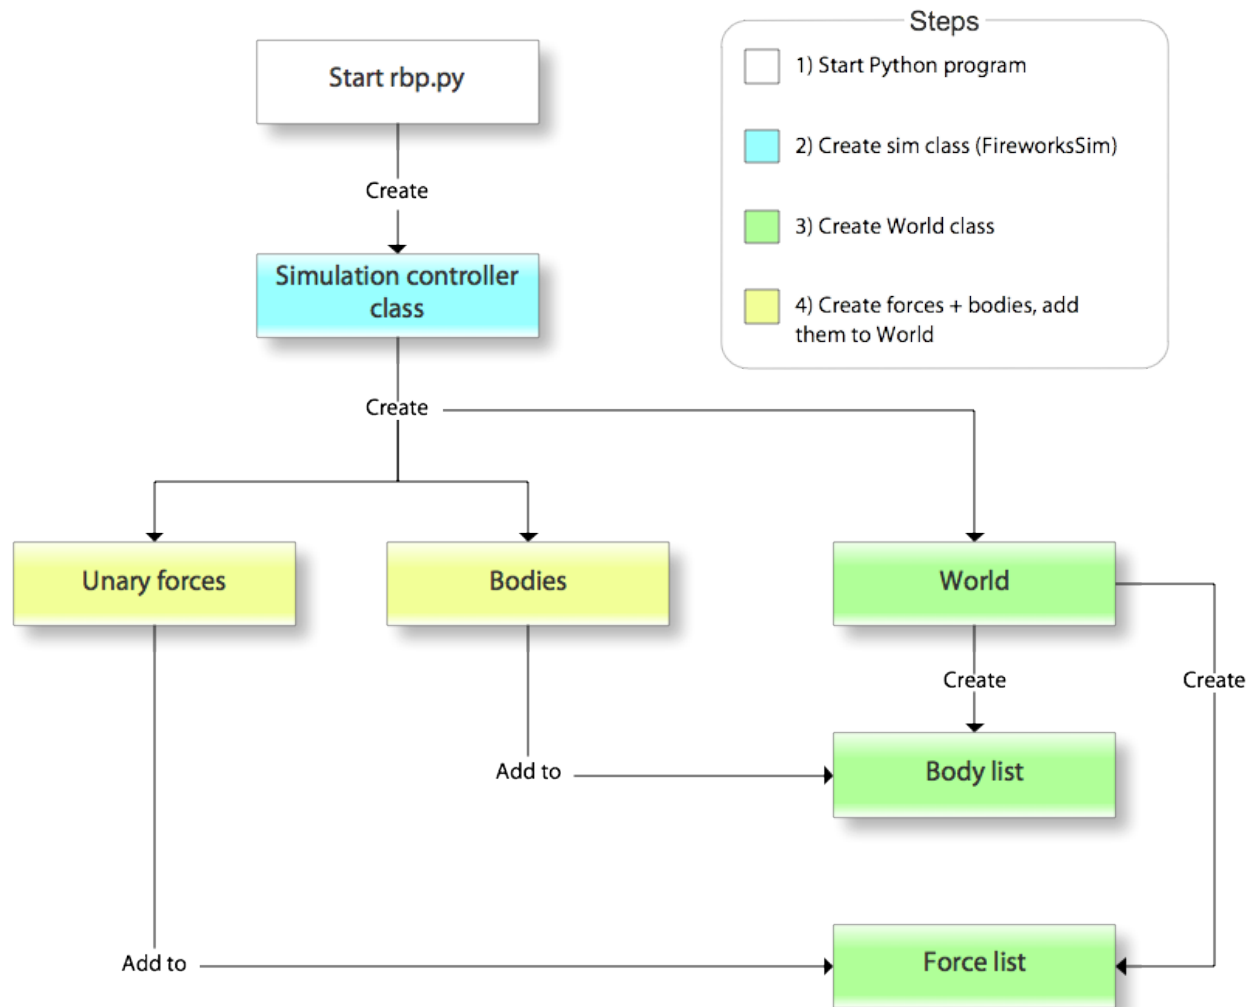 Steps
1) Start Python program
2) Create sim class (FireworksSim)
3) Create World class
4) Create forces + bodies, add
them to World
Start rbp.py
Create
Simulation controller
class
Create
Unary forces
Bodies
World
Create
Create
Add to
Body list
Add to
Force list